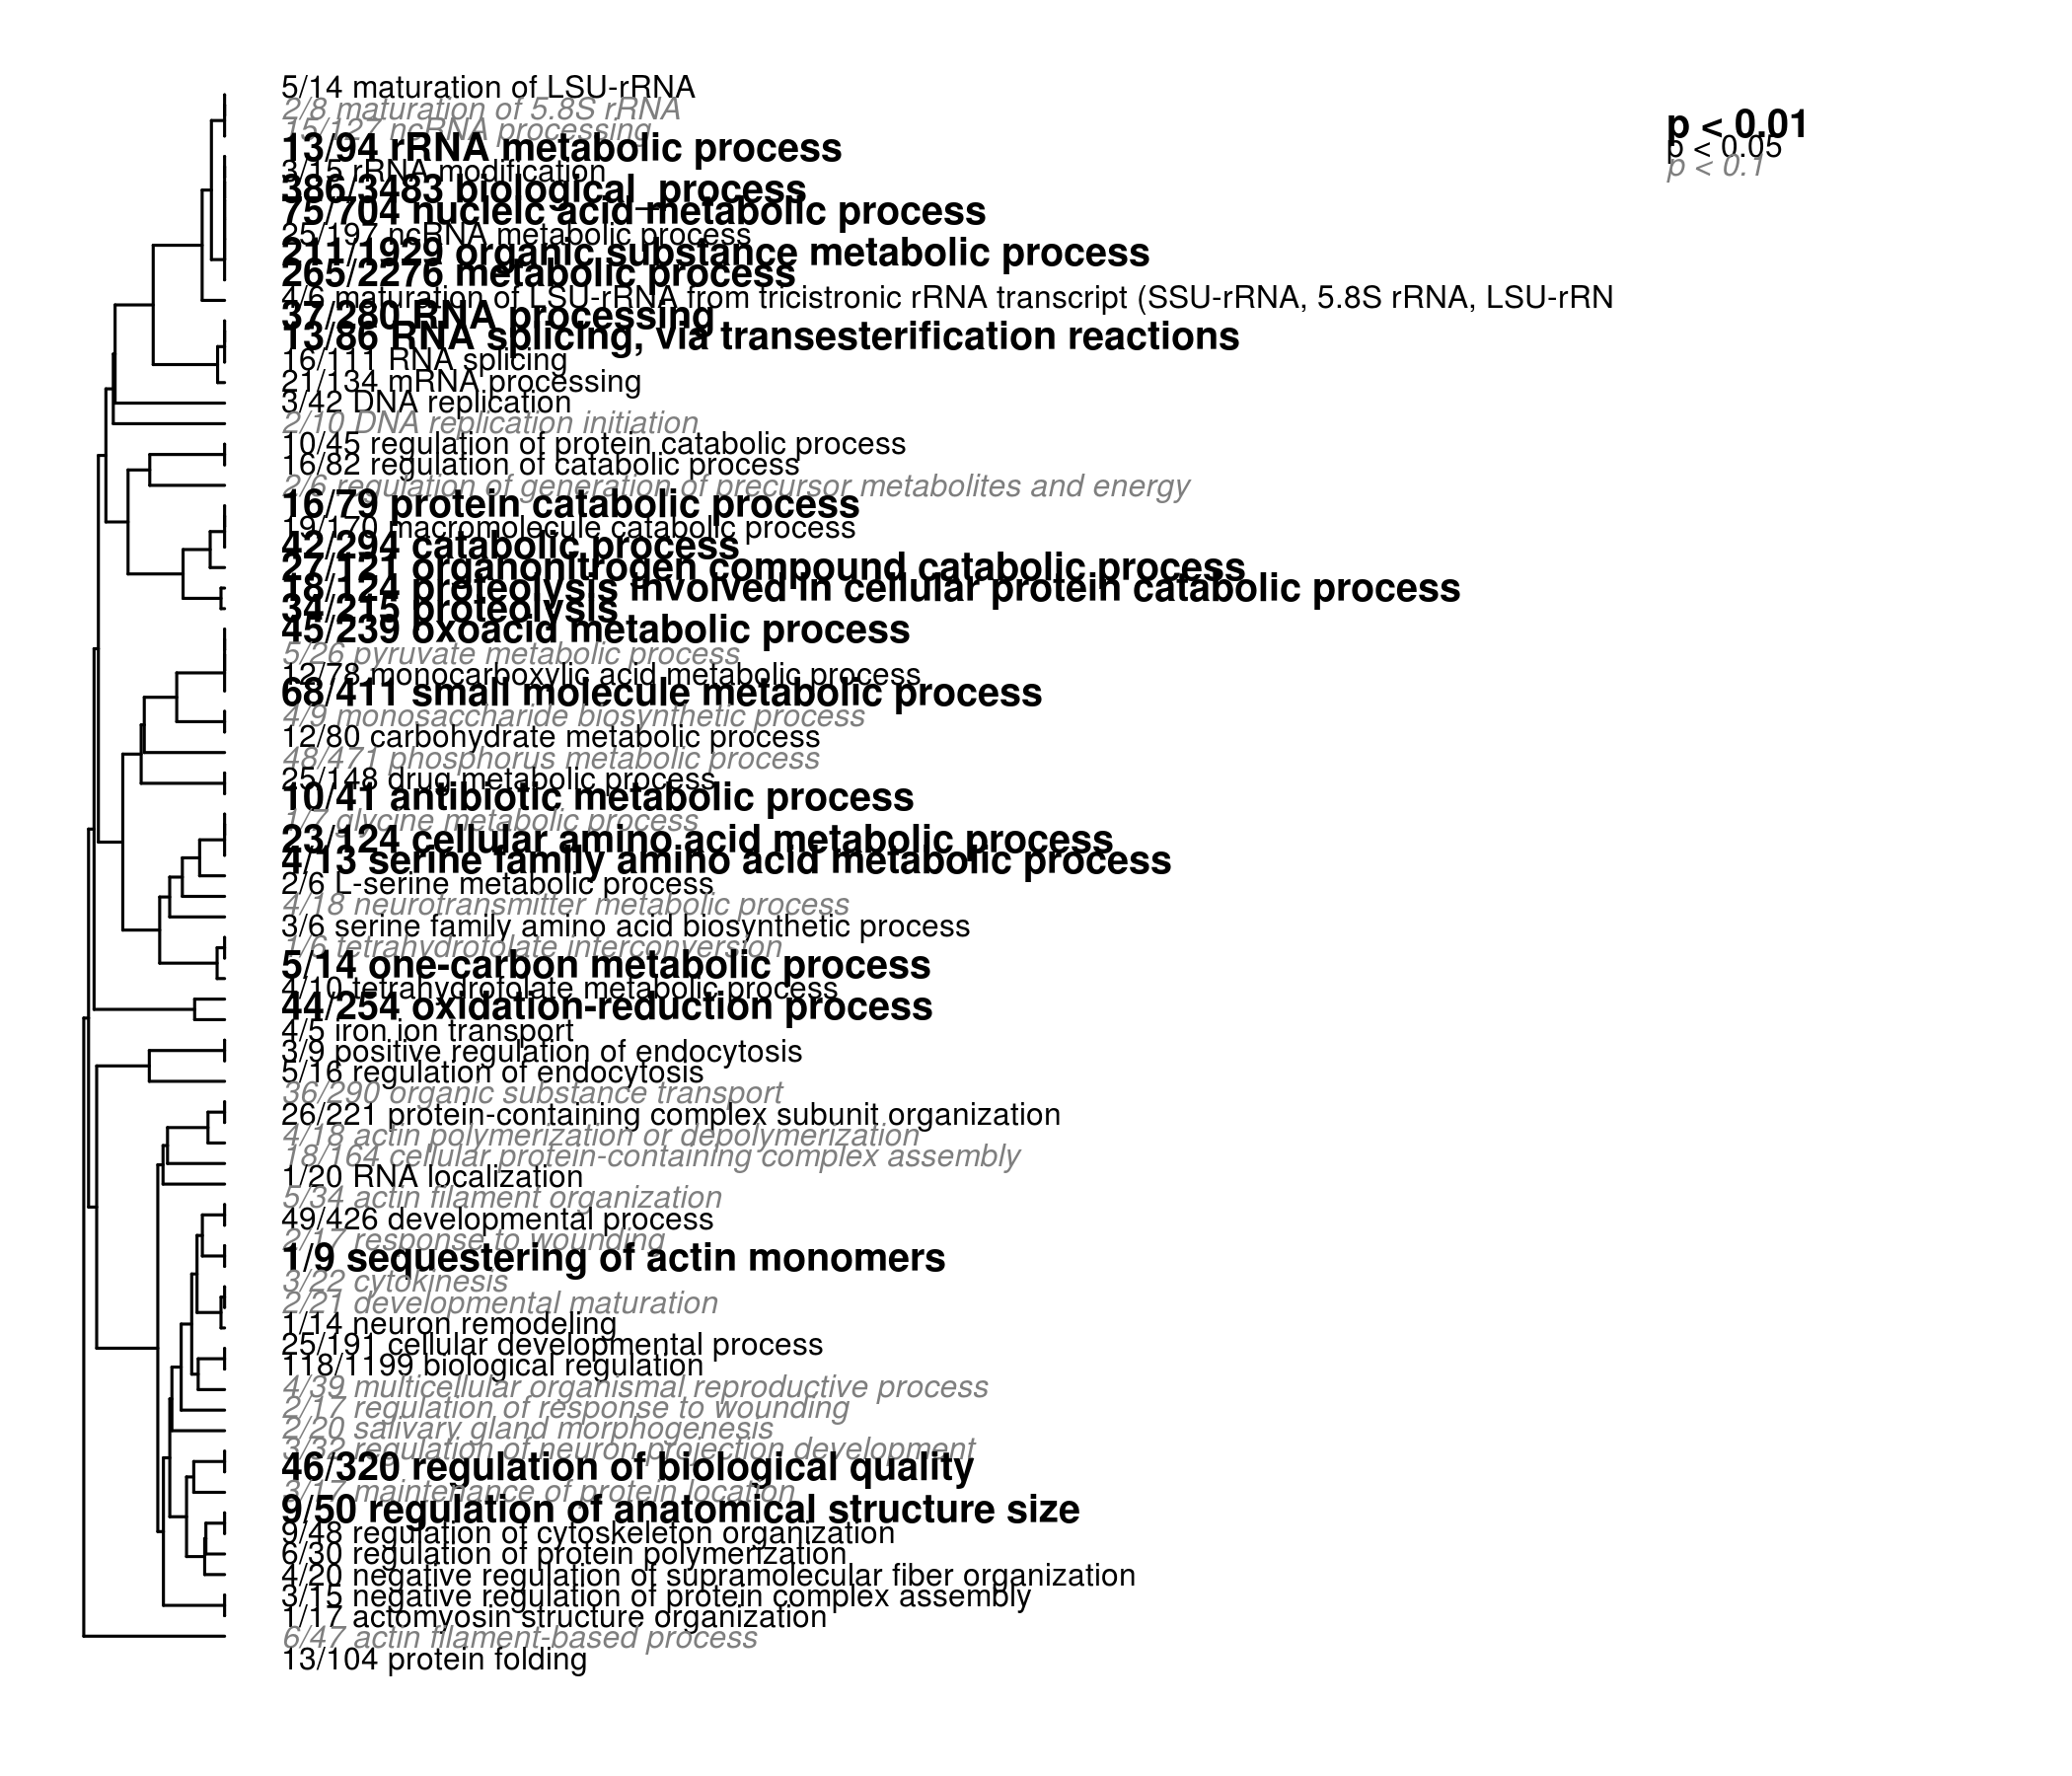 5/14 maturation of LSU-rRNA
2/8 maturation of 5.8S rRNA
15/127 ncRNA processing
13/94 rRNA metabolic process
3/15 rRNA modification
386/3483 biological_process
75/704 nucleic acid metabolic process
25/197 ncRNA metabolic process
211/1929 organic substance metabolic process
265/2276 metabolic process
4/6 maturation of LSU-rRNA from tricistronic rRNA transcript (SSU-rRNA, 5.8S rRNA, LSU-rRN
37/280 RNA processing
13/86 RNA splicing, via transesterification reactions
16/111 RNA splicing
21/134 mRNA processing
3/42 DNA replication
2/10 DNA replication initiation
10/45 regulation of protein catabolic process
16/82 regulation of catabolic process
2/6 regulation of generation of precursor metabolites and energy
16/79 protein catabolic process
19/170 macromolecule catabolic process
42/294 catabolic process
27/121 organonitrogen compound catabolic process
18/124 proteolysis involved in cellular protein catabolic process
34/215 proteolysis
45/239 oxoacid metabolic process
5/26 pyruvate metabolic process
12/78 monocarboxylic acid metabolic process
68/411 small molecule metabolic process
4/9 monosaccharide biosynthetic process
12/80 carbohydrate metabolic process
48/471 phosphorus metabolic process
25/148 drug metabolic process
10/41 antibiotic metabolic process
1/7 glycine metabolic process
23/124 cellular amino acid metabolic process
4/13 serine family amino acid metabolic process
2/6 L-serine metabolic process
4/18 neurotransmitter metabolic process
3/6 serine family amino acid biosynthetic process
1/6 tetrahydrofolate interconversion
5/14 one-carbon metabolic process
4/10 tetrahydrofolate metabolic process
44/254 oxidation-reduction process
4/5 iron ion transport
3/9 positive regulation of endocytosis
5/16 regulation of endocytosis
36/290 organic substance transport
26/221 protein-containing complex subunit organization
4/18 actin polymerization or depolymerization
18/164 cellular protein-containing complex assembly
1/20 RNA localization
5/34 actin filament organization
49/426 developmental process
2/17 response to wounding
1/9 sequestering of actin monomers
3/22 cytokinesis
2/21 developmental maturation
1/14 neuron remodeling
25/191 cellular developmental process
118/1199 biological regulation
4/39 multicellular organismal reproductive process
2/17 regulation of response to wounding
2/20 salivary gland morphogenesis
3/32 regulation of neuron projection development
46/320 regulation of biological quality
3/17 maintenance of protein location
9/50 regulation of anatomical structure size
9/48 regulation of cytoskeleton organization
6/30 regulation of protein polymerization
4/20 negative regulation of supramolecular fiber organization
3/15 negative regulation of protein complex assembly
1/17 actomyosin structure organization
6/47 actin filament-based process
13/104 protein folding
p < 0.01
p < 0.05
p < 0.1